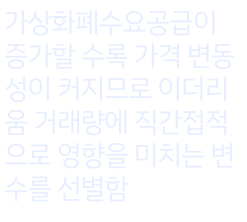 가상화폐수요공급이
증가할 수록 가격 변동
성이 커지므로 이더리
움 거래량에 직간접적
으로 영향을 미치는 변
수를 선별함